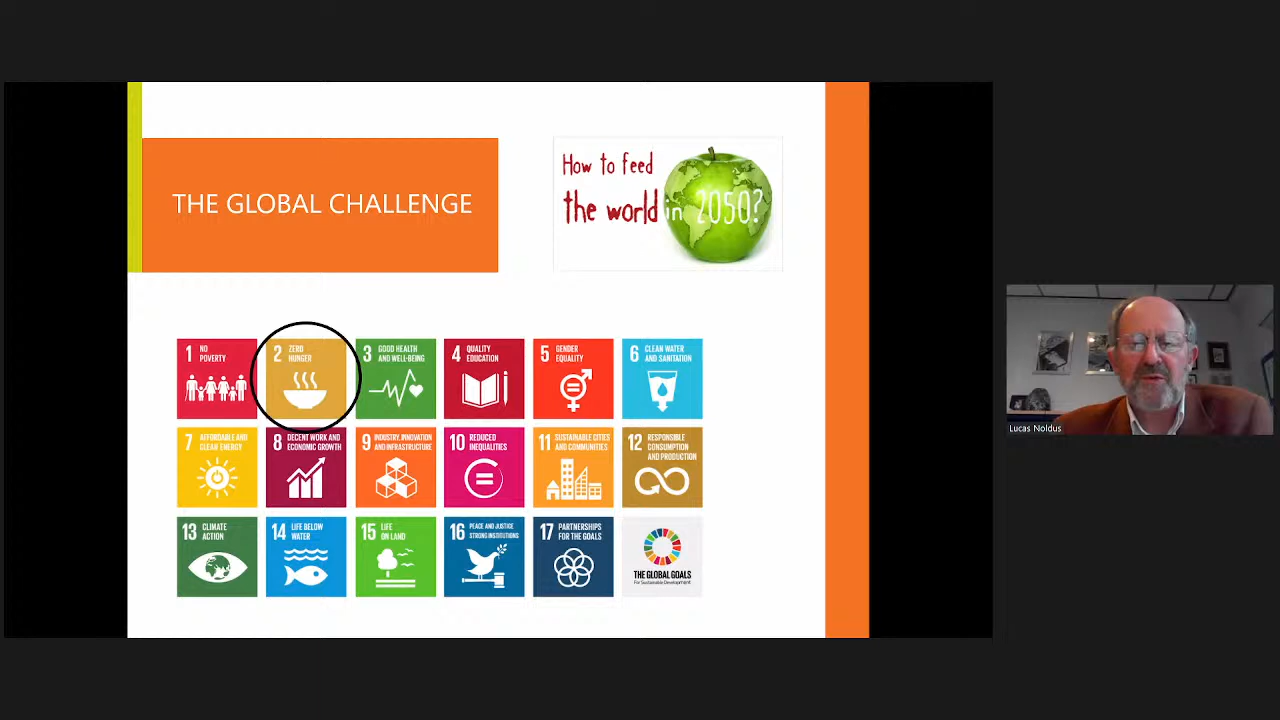 THE GLOBAL CHALLENGE
How to feed
the world in 2050?
1 NO
POVERTY
2 ZERO
HUNGER
3 GOOD HEALTH
AND WELL-BEING
4 QUALITY
EDUCATION
5 GENDER
EQUALITY
6 CLEAN WATER
AND SANITATION
7 AFFORDABLE AND
CLEAN ENERGY
8 DECENT WORK AND
ECONOMIC GROWTH
9 INDUSTRY, INNOVATION
AND INFRASTRUCTURE
10 REDUCED
INEQUALITIES
11 SUSTAINABLE CITIES
AND COMMUNITIES
12 RESPONSIBLE
CONSUMPTION
AND PRODUCTION
13 CLIMATE
ACTION
14 LIFE BELOW
WATER
15 LIFE
ON LAND
16 PEACE AND JUSTICE
STRONG INSTITUTIONS
17 PARTNERSHIPS
FOR THE GOALS
THE GLOBAL GOALS
For Sustainable Development
Lucas Noldus